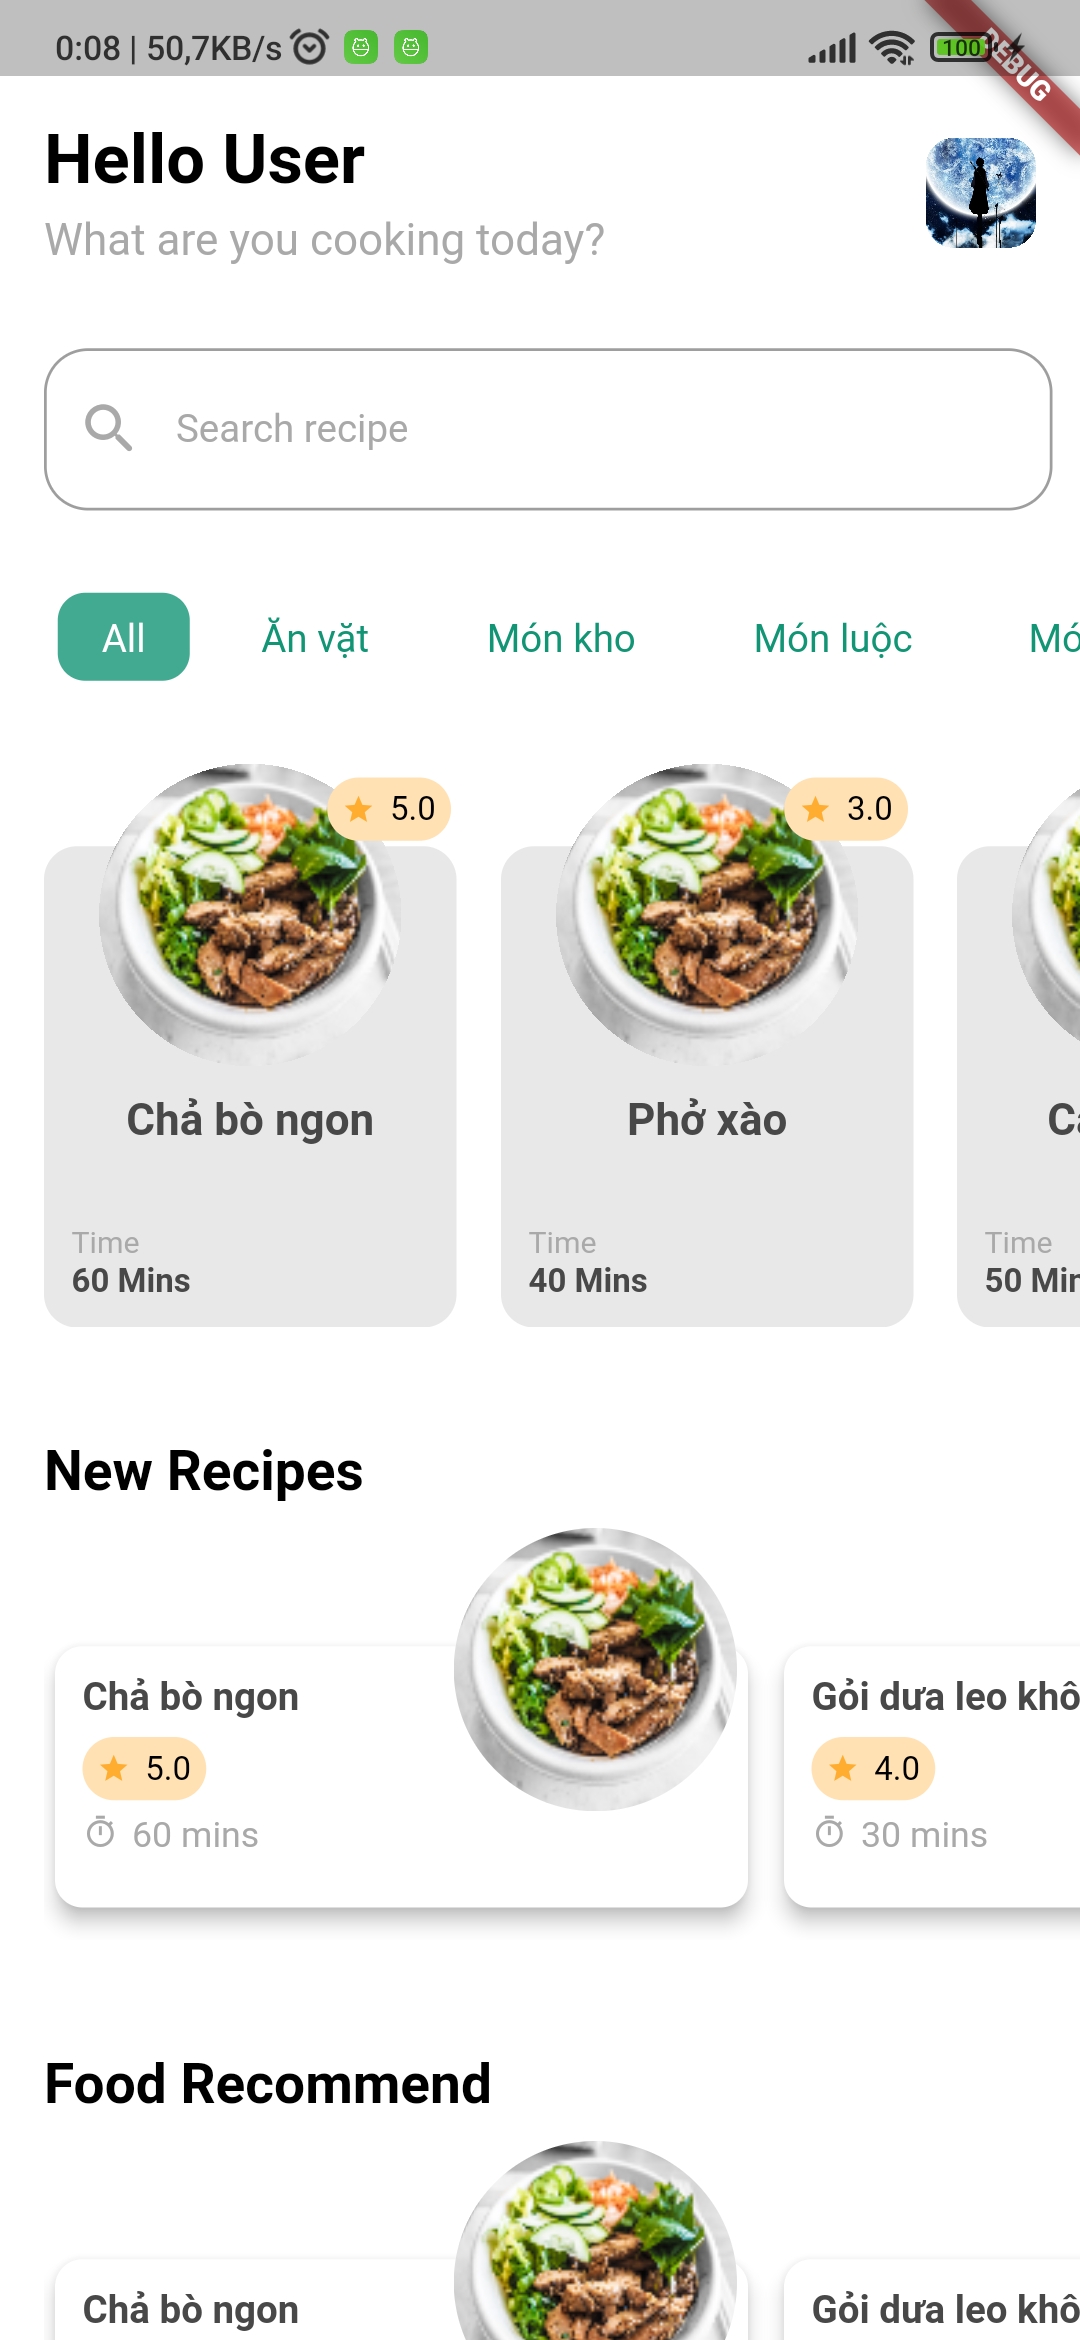 0:08 | 50,7KB/s
100
DEBUG
Hello User
What are you cooking today?
Search recipe
All Ăn vặt Món kho Món luộc Mó
5.0 3.0
Chả bò ngon Phở xào
Time Time Time
60 Mins 40 Mins 50 Min
New Recipes
Chả bò ngon Gỏi dưa leo khô
5.0 4.0
60 mins 30 mins
Food Recommend
Chả bò ngon Gỏi dưa leo khô